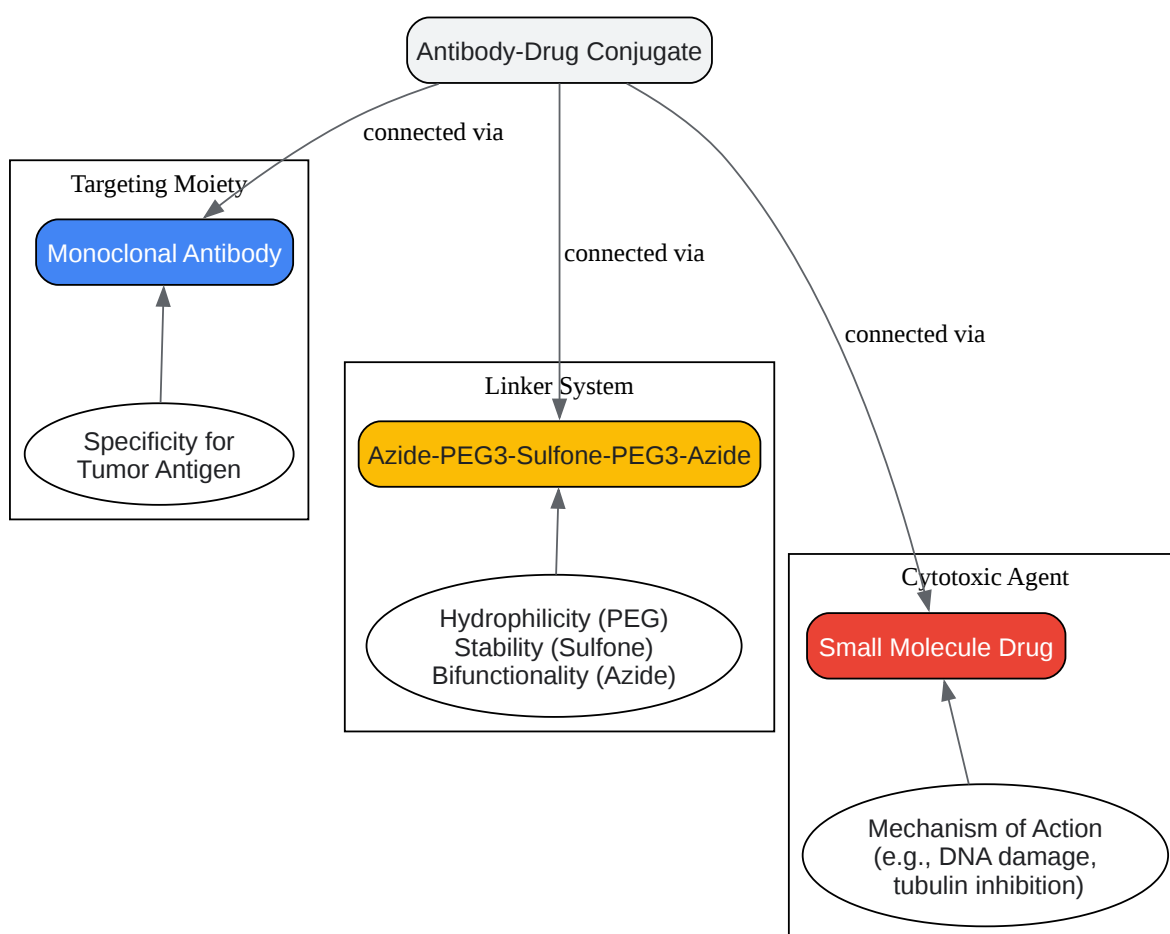 Antibody-Drug Conjugate
connected via
Targeting Moiety
Monoclonal Antibody
connected via
connected via
Linker System
Specificity for
Tumor Antigen
Azide-PEG3-Sulfone-PEG3-Azide
Cytotoxic Agent
Hydrophilicity (PEG)
Stability (Sulfone)
Bifunctionality (Azide)
Small Molecule Drug
Mechanism of Action
(e.g., DNA damage,
tubulin inhibition)